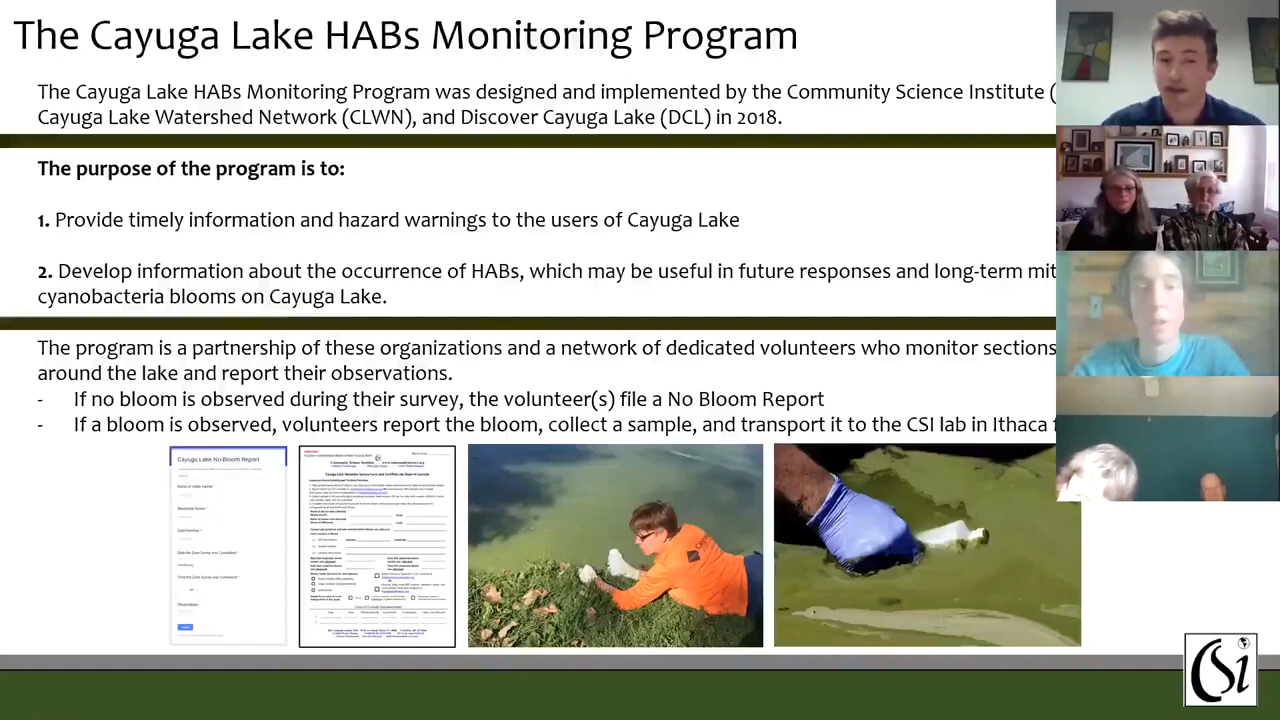 The Cayuga Lake HABs Monitoring Program
The Cayuga Lake HABs Monitoring Program was designed and implemented by the Community Science Institute (
Cayuga Lake Watershed Network (CLWN), and Discover Cayuga Lake (DCL) in 2018.
The purpose of the program is to:
1. Provide timely information and hazard warnings to the users of Cayuga Lake
2. Develop information about the occurrence of HABs, which may be useful in future responses and long-term mit
cyanobacteria blooms on Cayuga Lake.
The program is a partnership of these organizations and a network of dedicated volunteers who monitor sections
around the lake and report their observations.
- If no bloom is observed during their survey, the volunteer(s) file a No Bloom Report
- If a bloom is observed, volunteers report the bloom, collect a sample, and transport it to the CSI lab in Ithaca f
Cayuga Lake No-Bloom Report
CSi